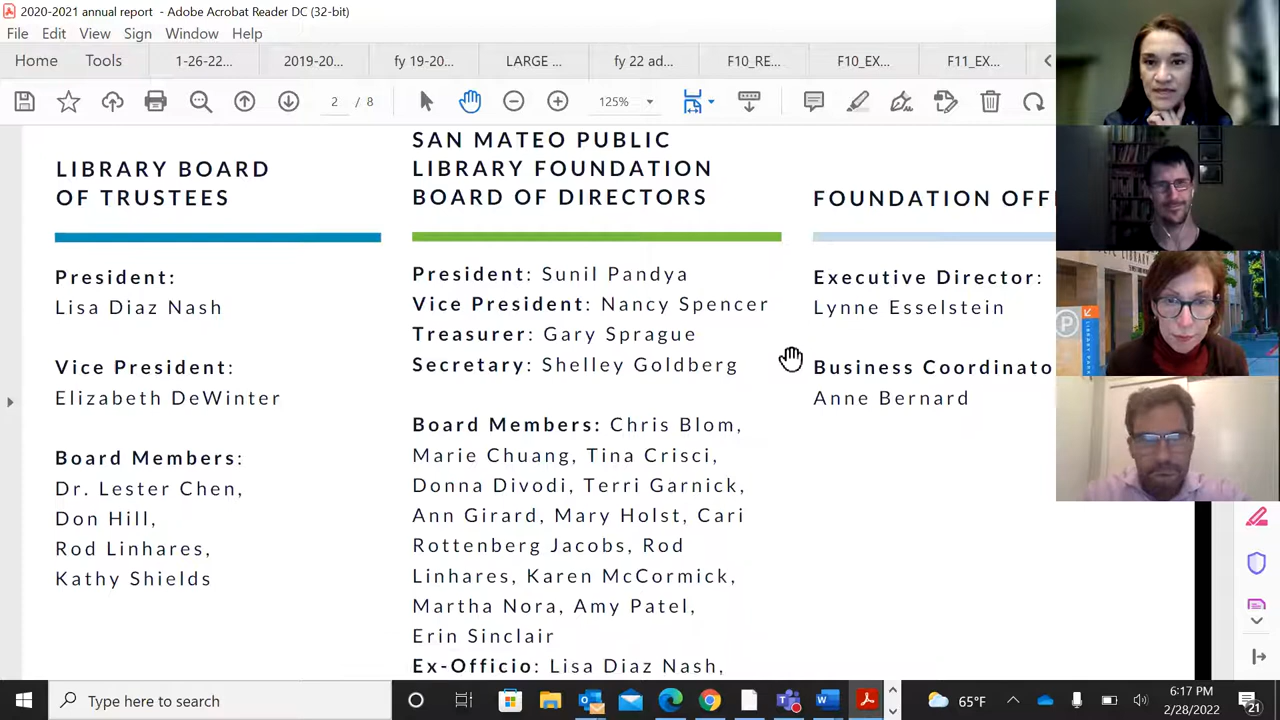 2020-2021 annual report - Adobe Acrobat Reader DC (32-bit)
File Edit View Sign Window Help
Home Tools 1-26-22... 2019-20... fy 19-20... LARGE ... fy 22 ad... F10_RE... F10_EX... F11_EX...
2 / 8 125%
LIBRARY BOARD
OF TRUSTEES
President:
Lisa Diaz Nash
Vice President:
Elizabeth DeWinter
Board Members:
Dr. Lester Chen,
Don Hill,
Rod Linhares,
Kathy Shields
SAN MATEO PUBLIC
LIBRARY FOUNDATION
BOARD OF DIRECTORS
President: Sunil Pandya
Vice President: Nancy Spencer
Treasurer: Gary Sprague
Secretary: Shelley Goldberg
Board Members: Chris Blom,
Marie Chuang, Tina Crisci,
Donna Divodi, Terri Garnick,
Ann Girard, Mary Holst, Cari
Rottenberg Jacobs, Rod
Linhares, Karen McCormick,
Martha Nora, Amy Patel,
Erin Sinclair
Ex-Officio: Lisa Diaz Nash,
FOUNDATION OFF
Executive Director:
Lynne Esselstein
Business Coordinato
Anne Bernard
P
Type here to search
65°F
6:17 PM
2/28/2022
21